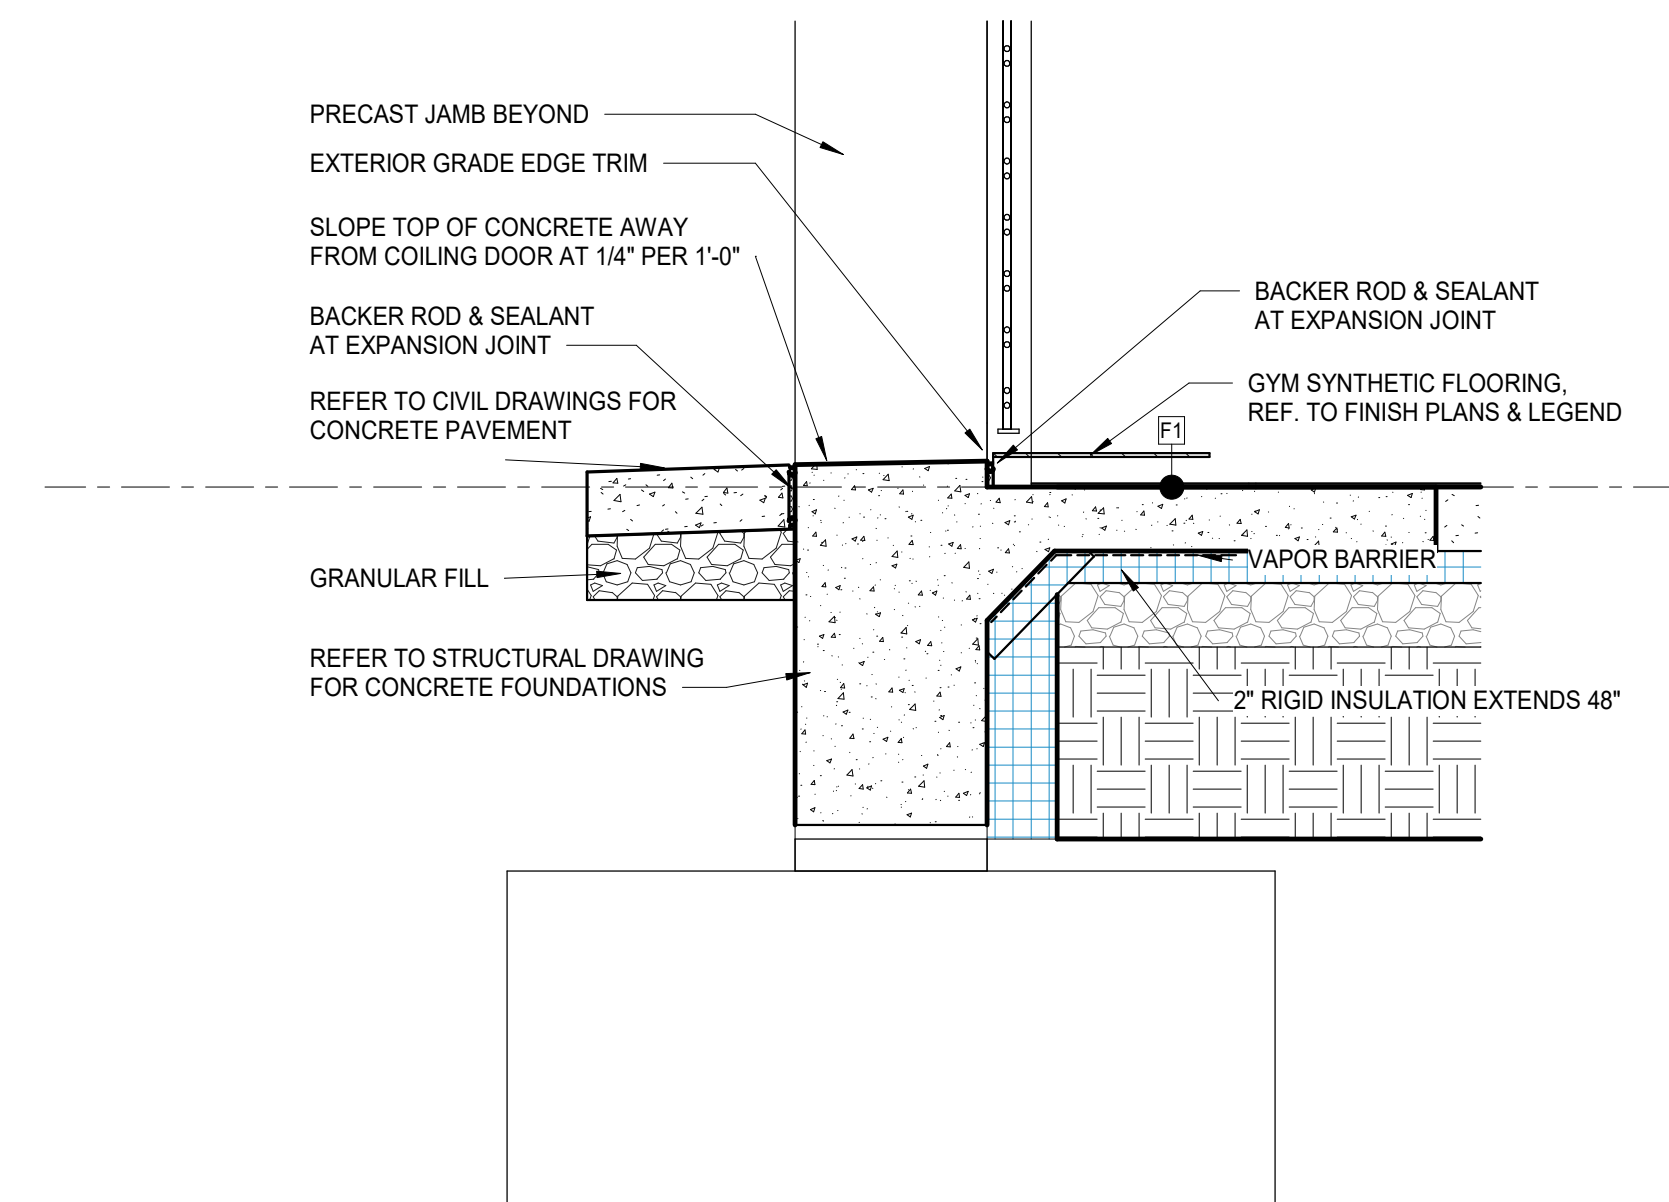 PRECAST JAMB BEYOND
EXTERIOR GRADE EDGE TRIM
SLOPE TOP OF CONCRETE AWAY
FROM COILING DOOR AT 1/4" PER 1'-0"
BACKER ROD & SEALANT
AT EXPANSION JOINT
REFER TO CIVIL DRAWINGS FOR
CONCRETE PAVEMENT
GRANULAR FILL
REFER TO STRUCTURAL DRAWING
FOR CONCRETE FOUNDATIONS
BACKER ROD & SEALANT
AT EXPANSION JOINT
GYM SYNTHETIC FLOORING,
REF. TO FINISH PLANS & LEGEND
F1
VAPOR BARRIER
2" RIGID INSULATION EXTENDS 48"